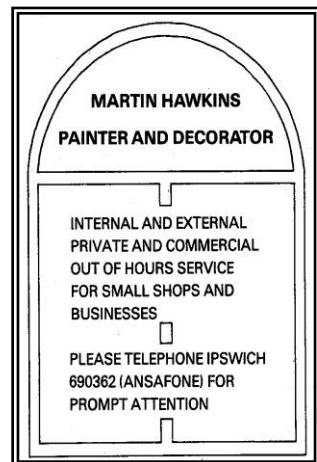 MARTIN HAWKINS
PAINTER AND DECORATOR
INTERNAL AND EXTERNAL
PRIVATE AND COMMERCIAL
OUT OF HOURS SERVICE
FOR SMALL SHOPS AND
BUSINESSES
PLEASE TELEPHONE IPSWICH
690362 (ANSAFONE) FOR
PROMPT ATTENTION